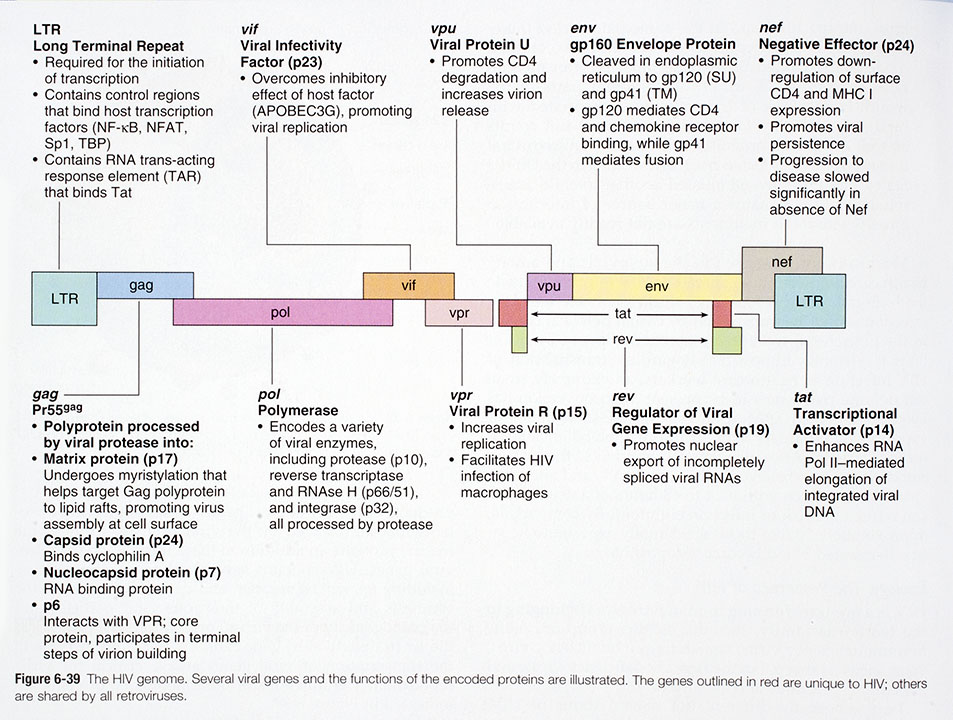 LTR
Long Terminal Repeat
• Required for the initiation
of transcription
• Contains control regions
that bind host transcription
factors (NF-κB, NFAT,
Sp1, TBP)
• Contains RNA trans-acting
response element (TAR)
that binds Tat
vif
Viral Infectivity
Factor (p23)
• Overcomes inhibitory
effect of host factor
(APOBEC3G), promoting
viral replication
vpu
Viral Protein U
• Promotes CD4
degradation and
increases virion
release
env
gp160 Envelope Protein
• Cleaved in endoplasmic
reticulum to gp120 (SU)
and gp41 (TM)
• gp120 mediates CD4
and chemokine receptor
binding, while gp41
mediates fusion
nef
Negative Effector (p24)
• Promotes down-
regulation of surface
CD4 and MHC I
expression
• Promotes viral
persistence
• Progression to
disease slowed
significantly in
absence of Nef
LTR
gag
pol
vif
vpr
vpu
env
tat
rev
nef
LTR
gag
Pr55gag
• Polyprotein processed
by viral protease into:
• Matrix protein (p17)
Undergoes myristylation that
helps target Gag polyprotein
to lipid rafts, promoting virus
assembly at cell surface
• Capsid protein (p24)
Binds cyclophilin A
• Nucleocapsid protein (p7)
RNA binding protein
• p6
Interacts with VPR; core
protein, participates in terminal
steps of virion building
pol
Polymerase
• Encodes a variety
of viral enzymes,
including protease (p10),
reverse transcriptase
and RNAse H (p66/51),
and integrase (p32),
all processed by protease
vpr
Viral Protein R (p15)
• Increases viral
replication
• Facilitates HIV
infection of
macrophages
rev
Regulator of Viral
Gene Expression (p19)
• Promotes nuclear
export of incompletely
spliced viral RNAs
tat
Transcriptional
Activator (p14)
• Enhances RNA
Pol II–mediated
elongation of
integrated viral
DNA
Figure 6-39 The HIV genome. Several viral genes and the functions of the encoded proteins are illustrated. The genes outlined in red are unique to HIV; others
are shared by all retroviruses.